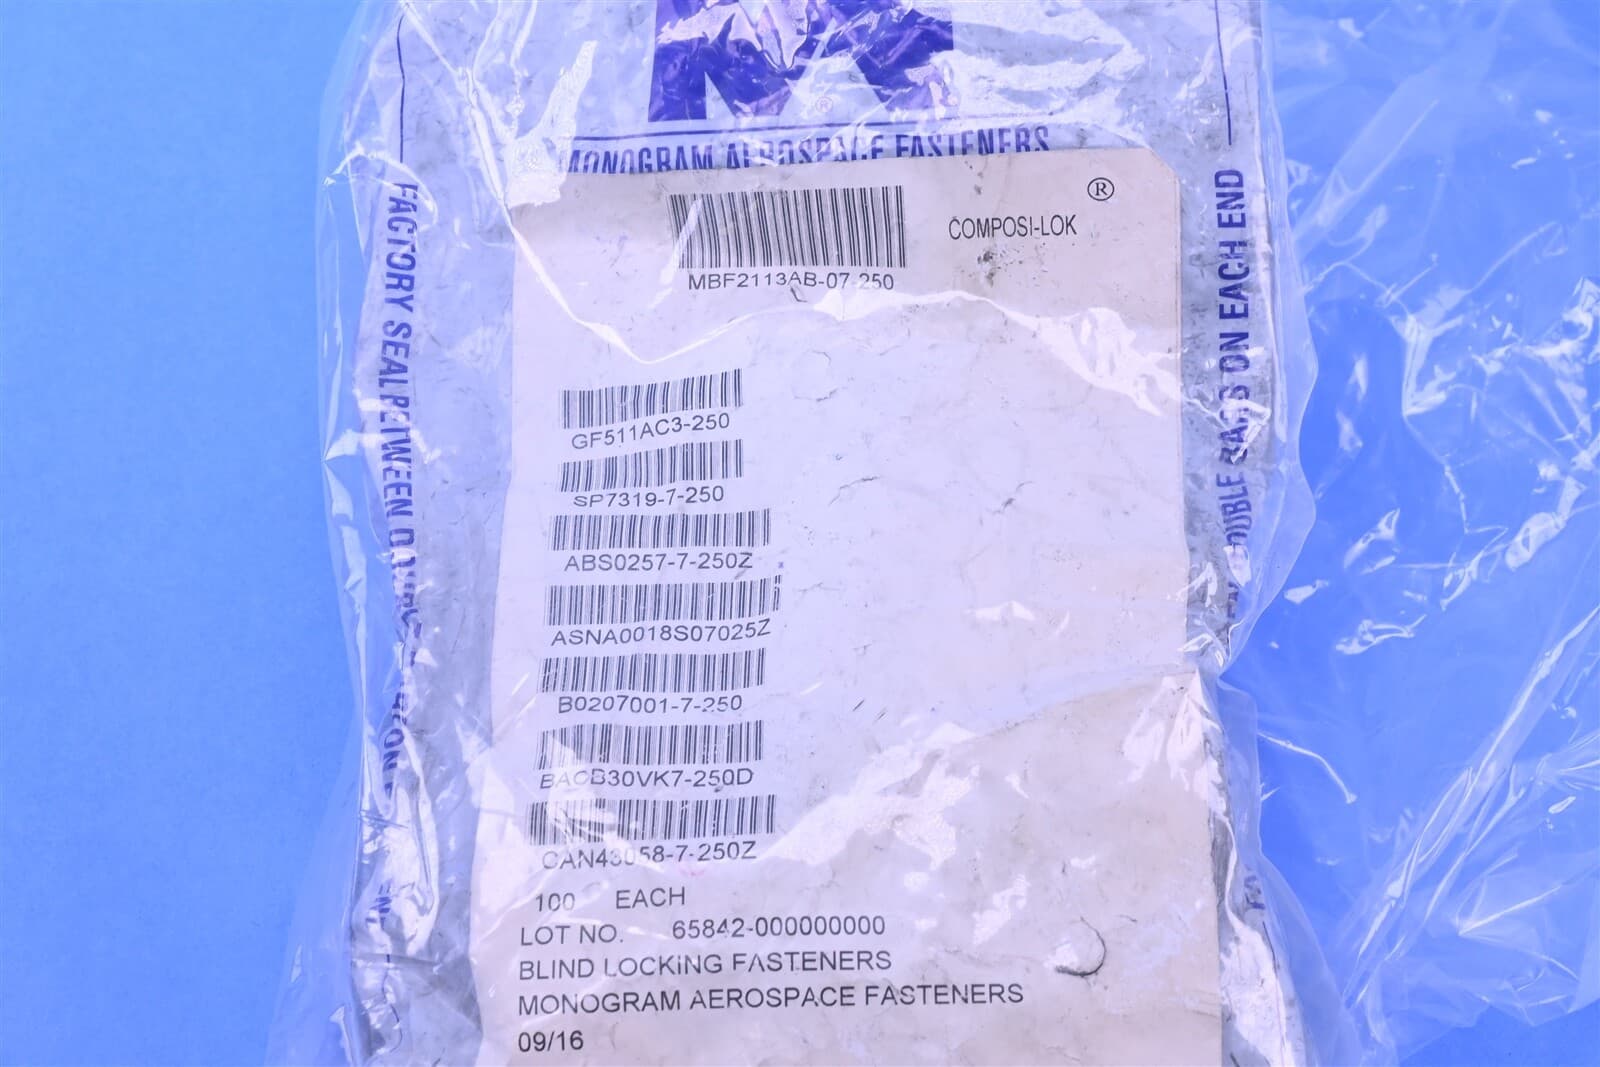 M
®
MONOGRAM AEROSPACE FASTENERS
FACTORY SEAL BETWEEN DOUBLE
DOUBLE BARS ON EACH END
®
COMPOSI-LOK
MBF2113AB-07-250
GF511AC3-250
SP7319-7-250
ABS0257-7-250Z
ASNA0018S07025Z
B0207001-7-250
BACB30VK7-250D
CAN43058-7-250Z
100 EACH
LOT NO. 65842-000000000
BLIND LOCKING FASTENERS
MONOGRAM AEROSPACE FASTENERS
09/16